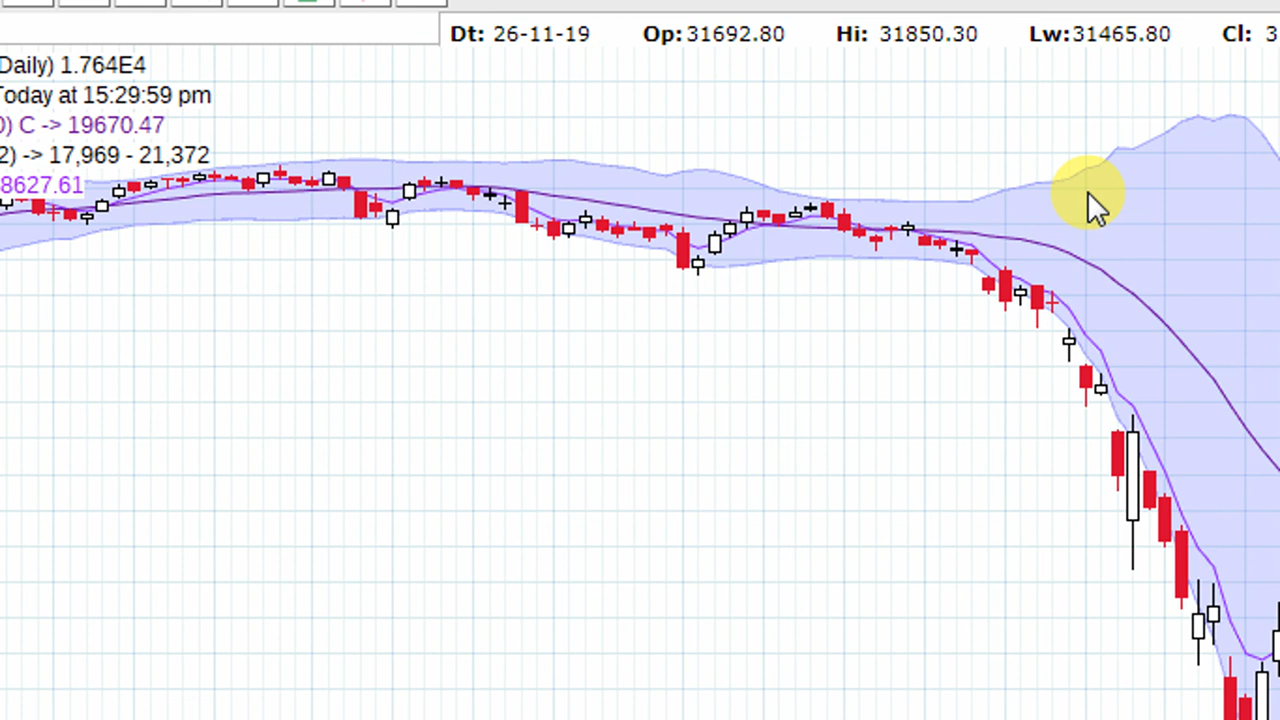 Dt: 26-11-19 Op: 31692.80 Hi: 31850.30 Lw: 31465.80 Cl: 3
Daily) 1.764E4
Today at 15:29:59 pm
0) C -> 19670.47
2) -> 17,969 - 21,372
8627.61